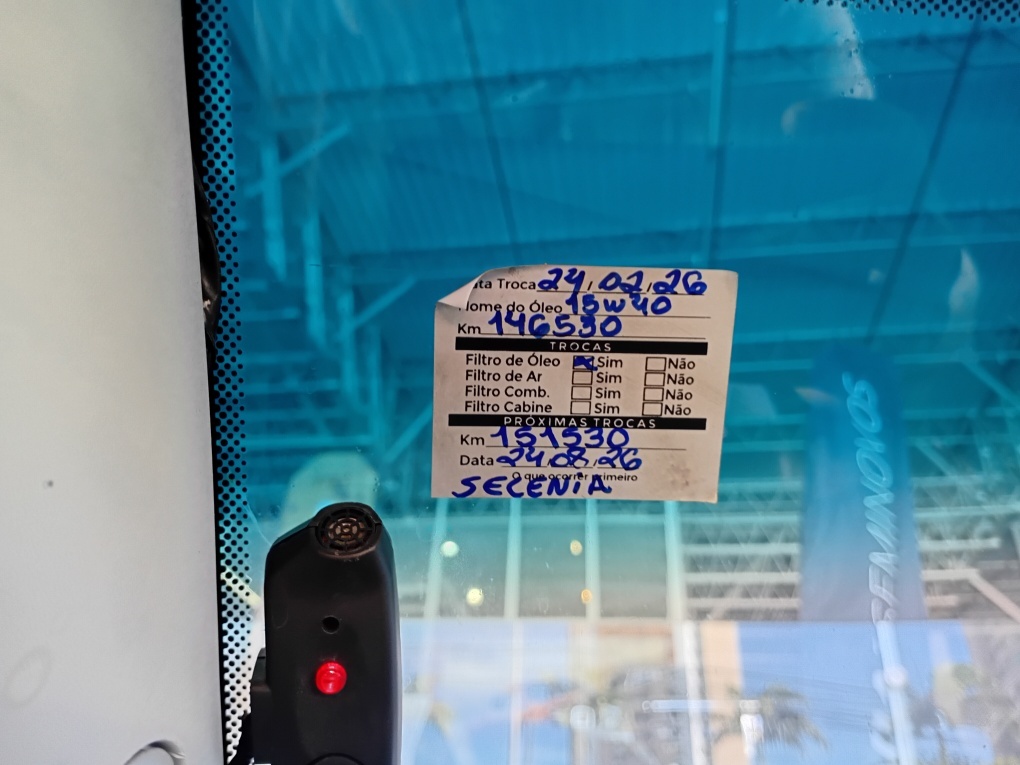 ta Troca 24/02/26
ome do Óleo 15W40
Km 146530
TROCAS
Filtro de Óleo Sim Não
Filtro de Ar Sim Não
Filtro Comb. Sim Não
Filtro Cabine Sim Não
PRÓXIMAS TROCAS
Km 151530
Data 24/08/26
O que ocorrer primeiro
SELENIA
SEMINOVOS